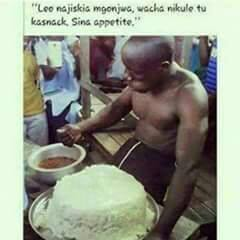 "Leo najiskia mgonjwa, wacha nikule tu
kasnack. Sina appetite."